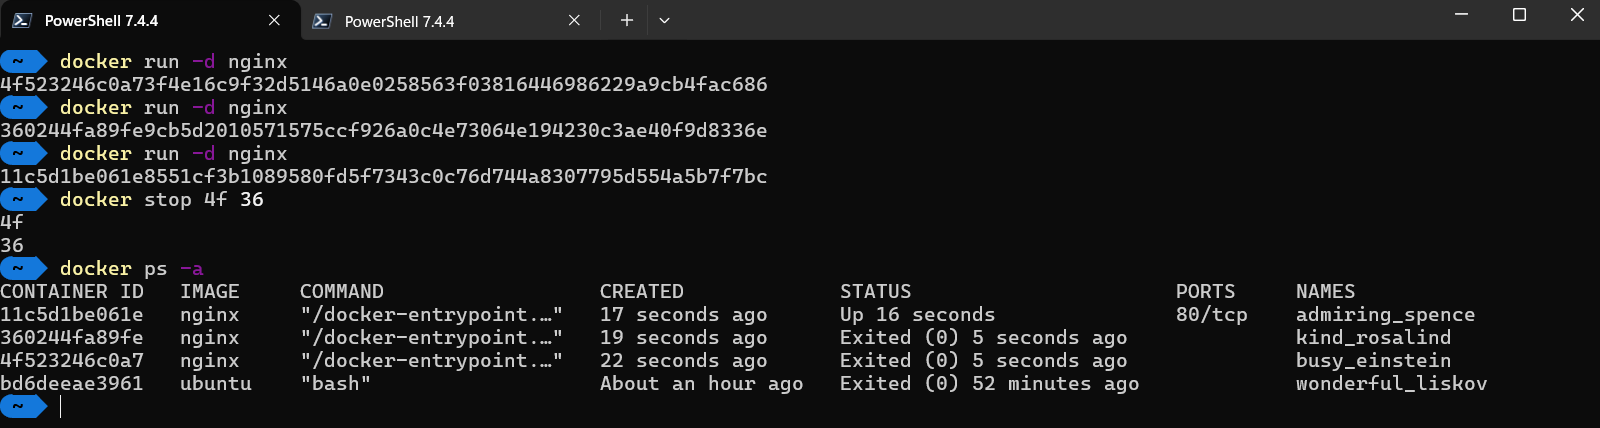 PowerShell 7.4.4 PowerShell 7.4.4
~ docker run -d nginx
4f523246c0a73f4e16c9f32d5146a0e0258563f03816446986229a9cb4fac686
~ docker run -d nginx
360244fa89fe9cb5d2010571575ccf926a0c4e73064e194230c3ae40f9d8336e
~ docker run -d nginx
11c5d1be061e8551cf3b1089580fd5f7343c0c76d744a8307795d554a5b7f7bc
~ docker stop 4f 36
4f
36
~ docker ps -a
CONTAINER ID   IMAGE     COMMAND                  CREATED             STATUS                      PORTS     NAMES
11c5d1be061e   nginx     "/docker-entrypoint.…"   17 seconds ago      Up 16 seconds               80/tcp    admiring_spence
360244fa89fe   nginx     "/docker-entrypoint.…"   19 seconds ago      Exited (0) 5 seconds ago              kind_rosalind
4f523246c0a7   nginx     "/docker-entrypoint.…"   22 seconds ago      Exited (0) 5 seconds ago              busy_einstein
bd6deeae3961   ubuntu    "bash"                   About an hour ago   Exited (0) 52 minutes ago             wonderful_liskov
~